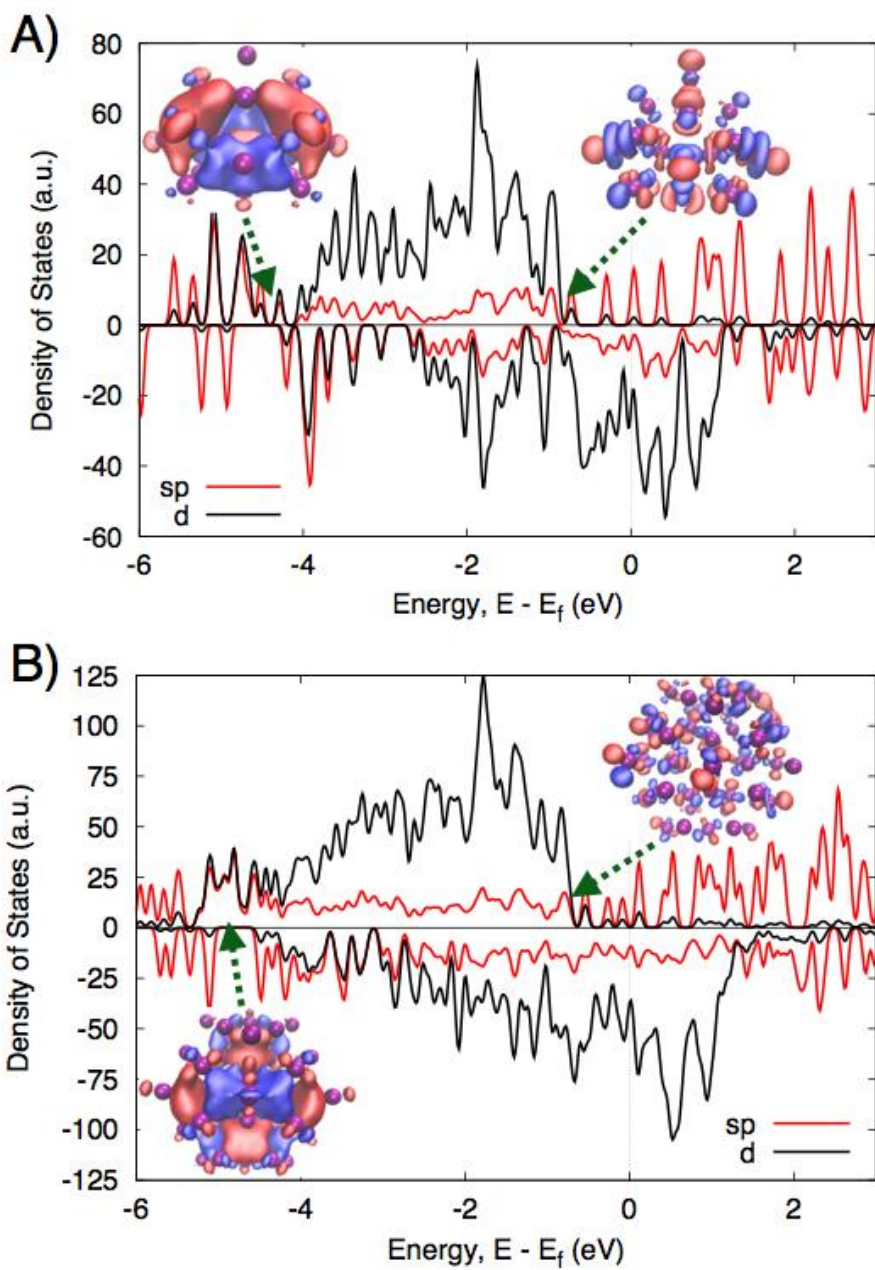 A)
Density of States (a.u.)
80
60
40
20
0
-20
-40
-60
sp
d
-6 -4 -2 0 2
Energy, E - E_f (eV)
B)
Density of States (a.u.)
125
100
75
50
25
0
-25
-50
-75
-100
-125
sp
d
-6 -4 -2 0 2
Energy, E - E_f (eV)